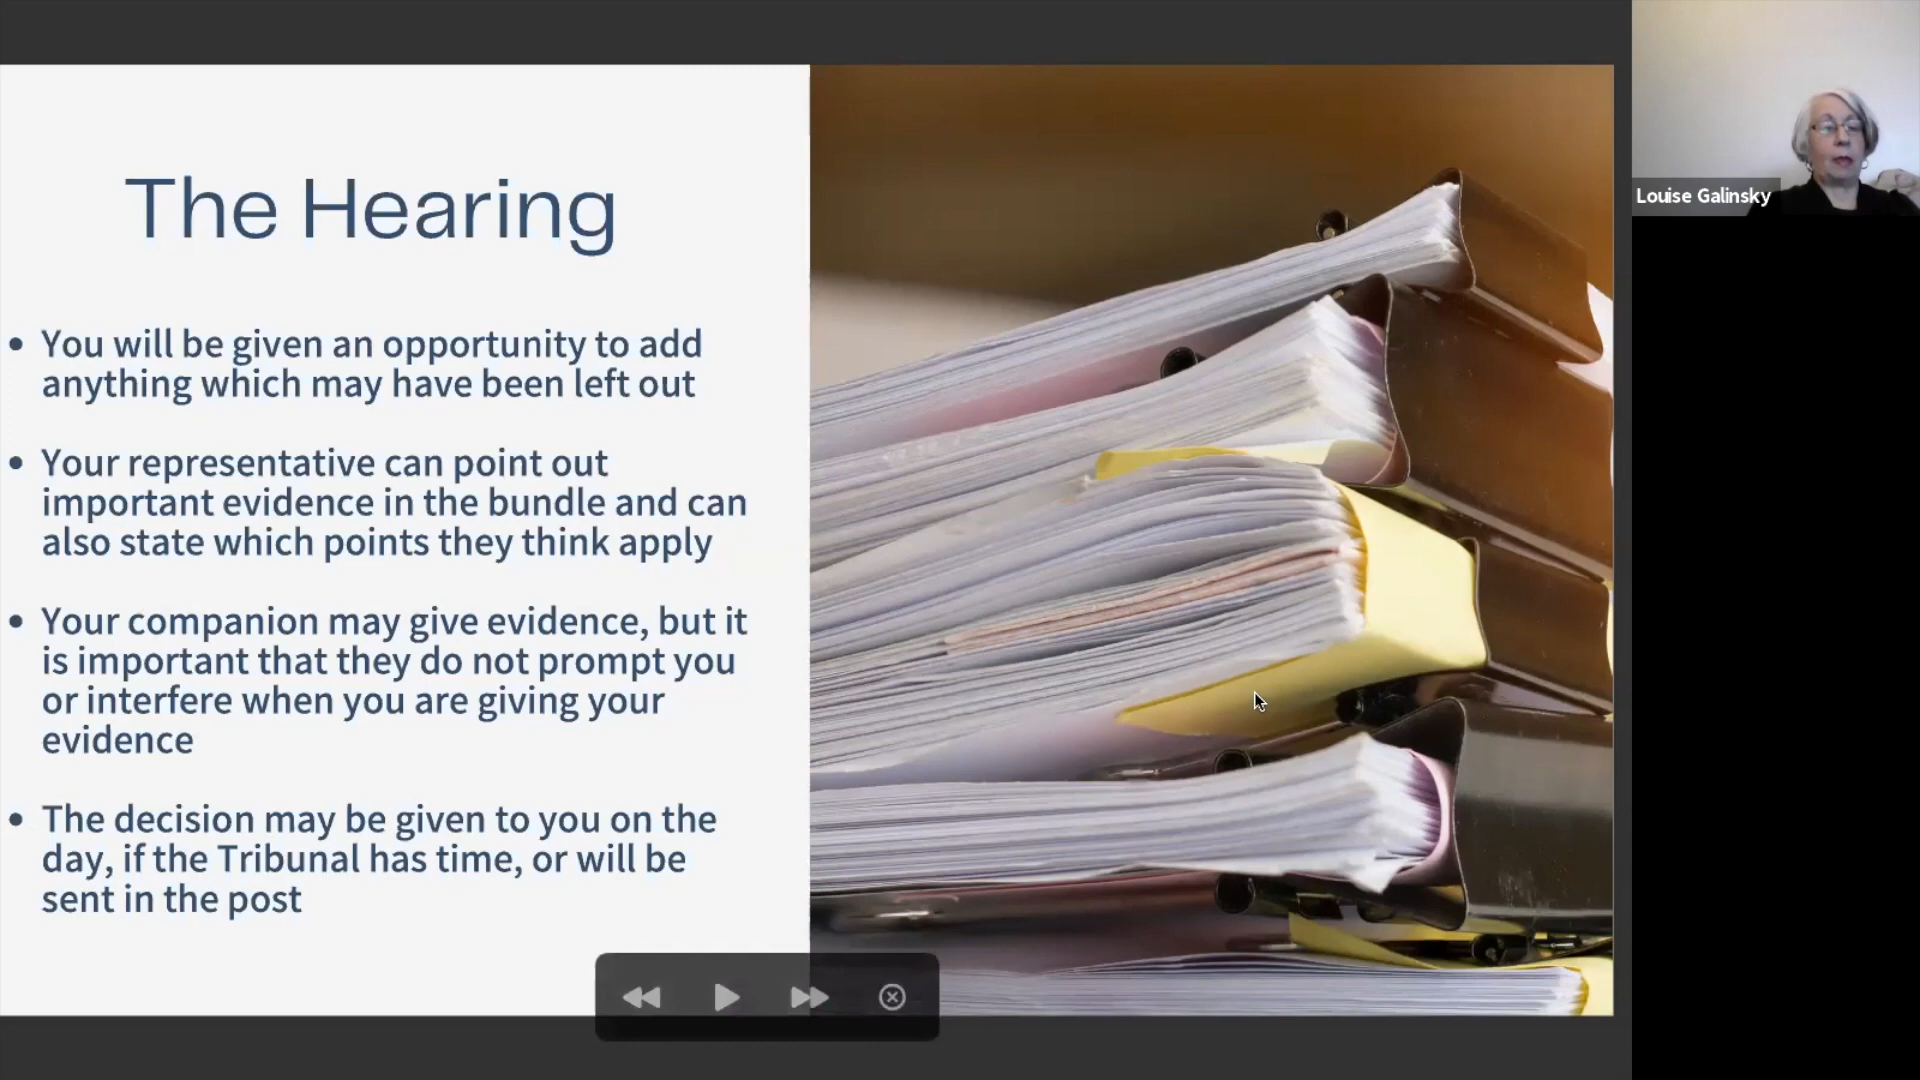 The Hearing
• You will be given an opportunity to add
anything which may have been left out
• Your representative can point out
important evidence in the bundle and can
also state which points they think apply
• Your companion may give evidence, but it
is important that they do not prompt you
or interfere when you are giving your
evidence
• The decision may be given to you on the
day, if the Tribunal has time, or will be
sent in the post
Louise Galinsky